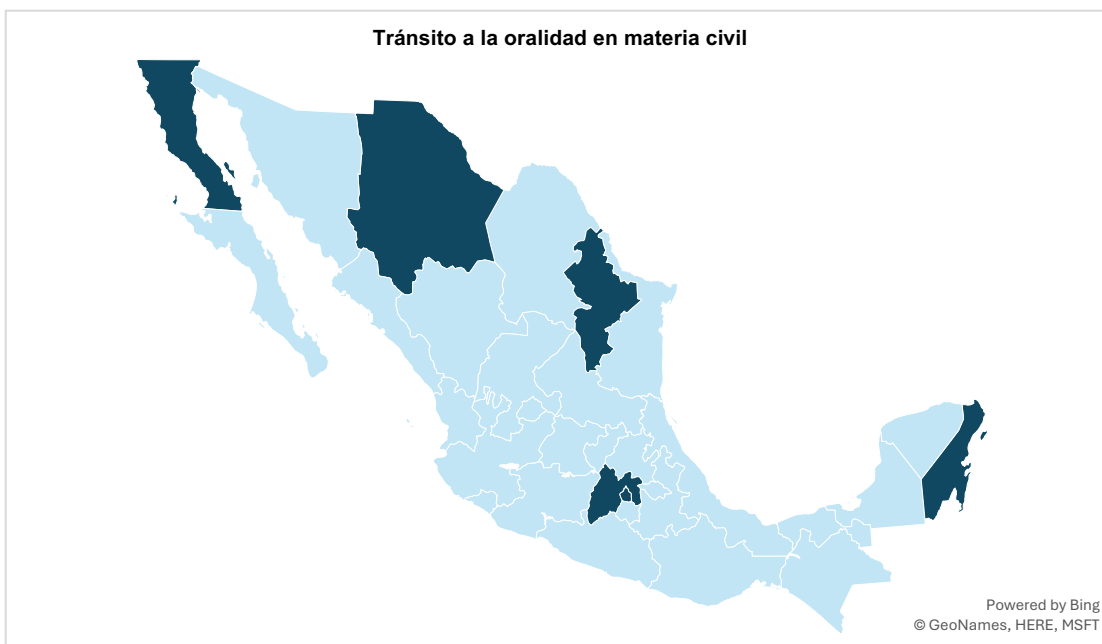 Tránsito a la oralidad en materia civil
Powered by Bing
© GeoNames, HERE, MSFT